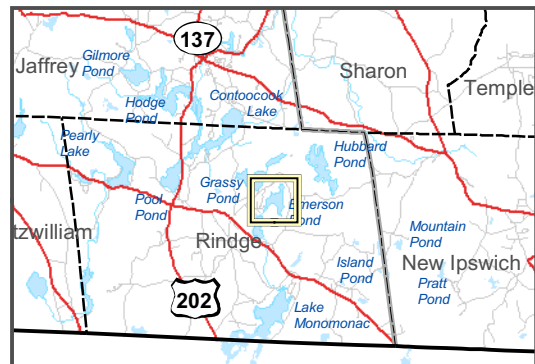 137
Gilmore
Pond
Jaffrey
Sharon
Temple
Contoocook
Lake
Hodge
Pond
Pearly
Lake
Hubbard
Pond
Grassy
Pond
Pool
Pond
Emerson
Pond
tzwilliam
Rindge
Mountain
Pond
Island
Pond
New Ipswich
Pratt
Pond
202
Lake
Monomonac